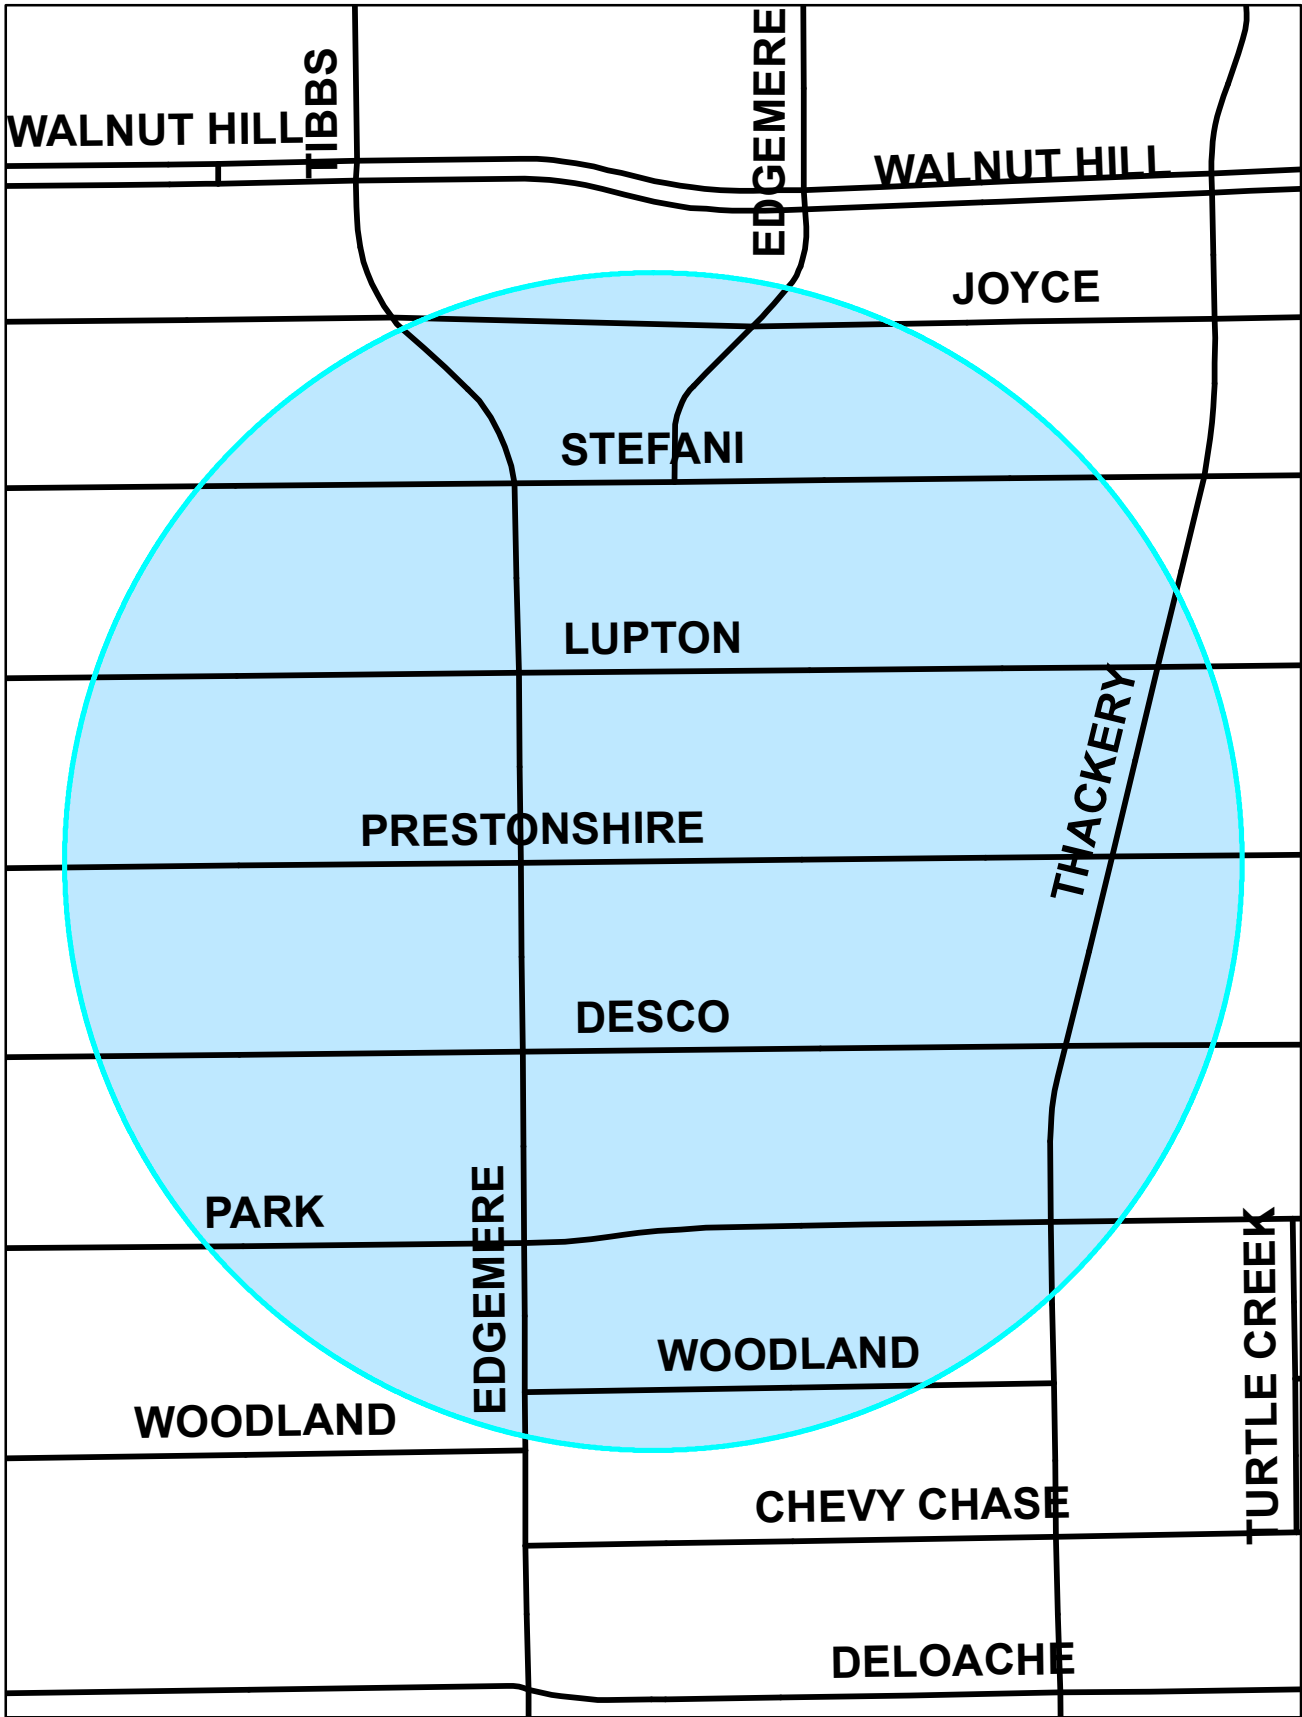 TIBBS
EDGEMERE
WALNUT HILL
WALNUT HILL
JOYCE
STEFANI
LUPTON
THACKERY
PRESTONSHIRE
DESCO
PARK
EDGEMERE
TURTLE CREEK
WOODLAND
WOODLAND
CHEVY CHASE
DELOACHE